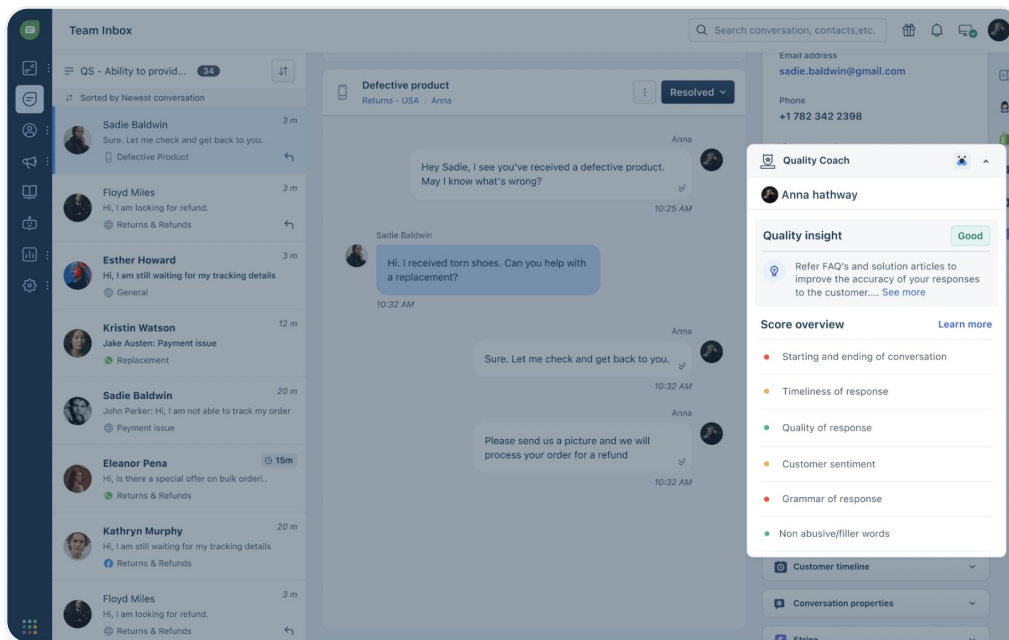 Team Inbox
Search conversation, contacts,etc.
QS - Ability to provid... 34
Sorted by Newest conversation
Sadie Baldwin 3 m
Sure. Let me check and get back to you.
Defective Product
Floyd Miles 3 m
Hi, I am looking for refund.
Returns & Refunds
Esther Howard 3 m
Hi, I am still waiting for my tracking details
General
Kristin Watson 12 m
Jake Austen: Payment issue
Replacement
Sadie Baldwin 20 m
John Parker: Hi, I am not able to track my order
Payment issue
Eleanor Pena 15m
Hi, Is there a special offer on bulk orderi..
Returns & Refunds
Kathryn Murphy 20 m
Hi, I am still waiting for my tracking details
Returns & Refunds
Floyd Miles 3 m
Hi, I am looking for refund.
Returns & Refunds
Defective product
Returns - USA / Anna
Resolved
Anna
Hey Sadie, I see you've received a defective product.
May I know what's wrong?
10:25 AM
Sadie Baldwin
Hi. I received torn shoes. Can you help with
a replacement?
10:32 AM
Anna
Sure. Let me check and get back to you.
10:32 AM
Anna
Please send us a picture and we will
process your order for a refund
10:32 AM
Email address
sadie.baldwin@gmail.com
Phone
+1 782 342 2398
Quality Coach
Anna hathway
Quality insight Good
Refer FAQ's and solution articles to
improve the accuracy of your responses
to the customer.... See more
Score overview Learn more
Starting and ending of conversation
Timeliness of response
Quality of response
Customer sentiment
Grammar of response
Non abusive/filler words
Customer timeline
Conversation properties
Stripe